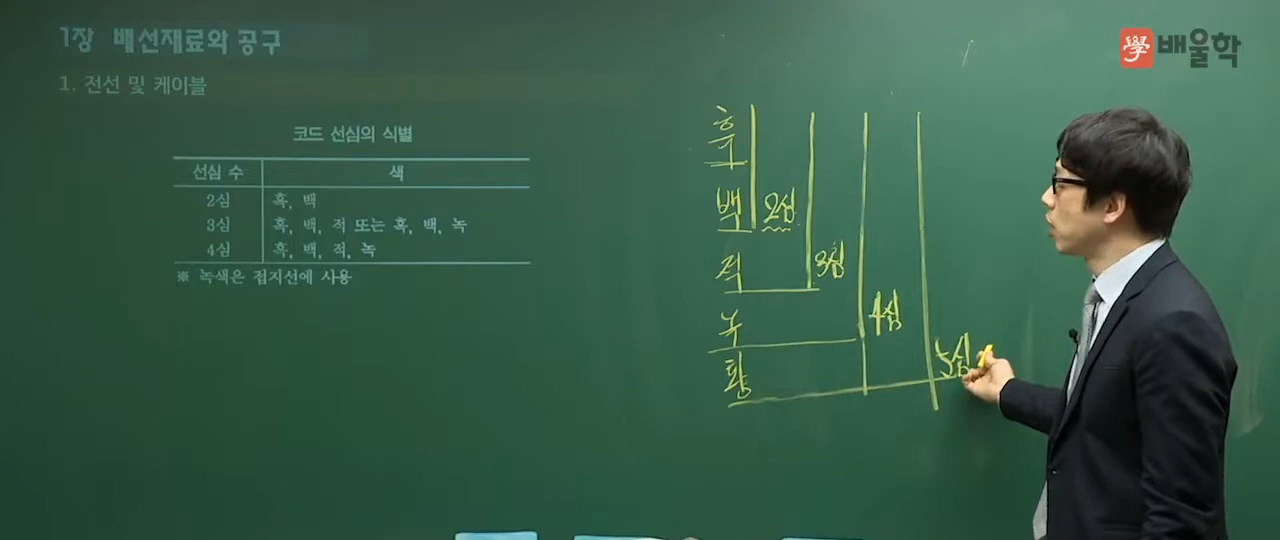 1장 배선재료와 공구
1. 전선 및 케이블
코드 선심의 식별
선심 수 색
2심 흑, 백
3심 흑, 백, 적 또는 흑, 백, 녹
4심 흑, 백, 적, 녹
※ 녹색은 접지선에 사용
學 배울학
흑
백 2심
적 3심
녹 4심
황 5심